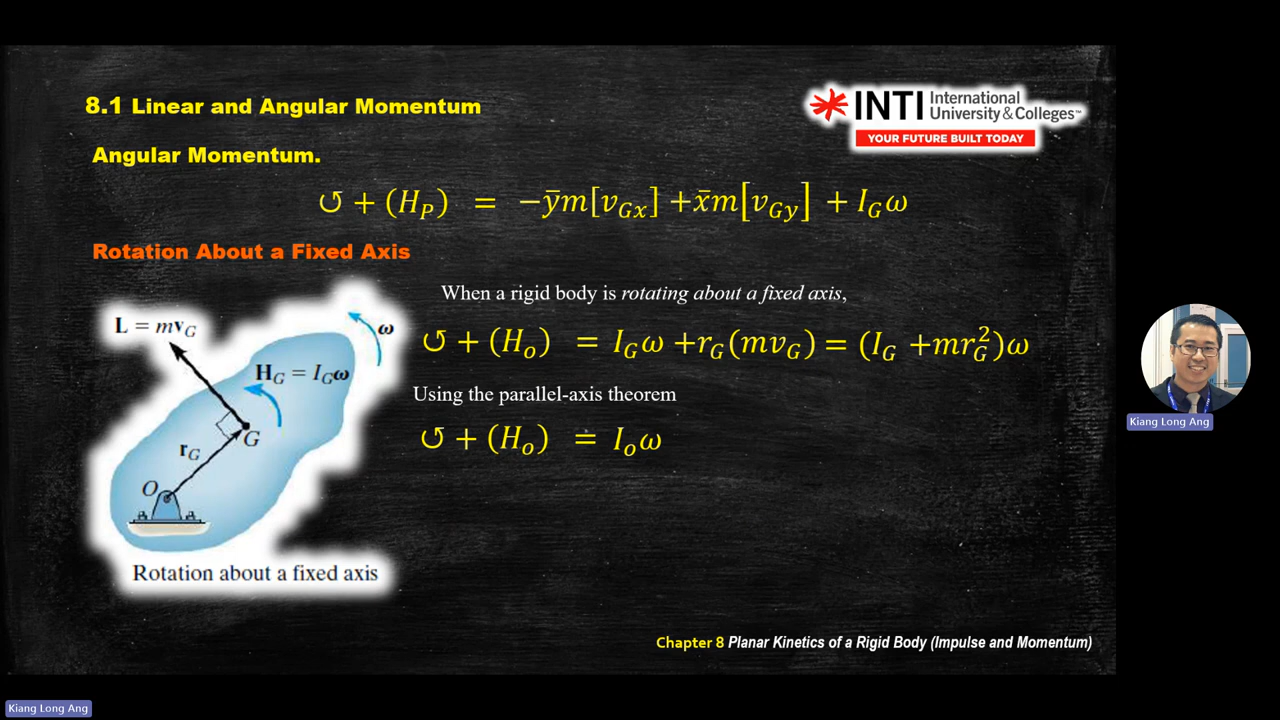 8.1 Linear and Angular Momentum
INTI International University & Colleges™
YOUR FUTURE BUILT TODAY
Angular Momentum.
↺ + (H_P) = −ȳm[v_Gx] + x̄m[v_Gy] + I_Gω
Rotation About a Fixed Axis
When a rigid body is rotating about a fixed axis,
↺ + (H_o) = I_Gω + r_G(mv_G) = (I_G + mr_G²)ω
Using the parallel-axis theorem
↺ + (H_o) = I_oω
L = mv_G
ω
H_G = I_Gω
G
r_G
O
Rotation about a fixed axis
Chapter 8 Planar Kinetics of a Rigid Body (Impulse and Momentum)
Kiang Long Ang
Kiang Long Ang